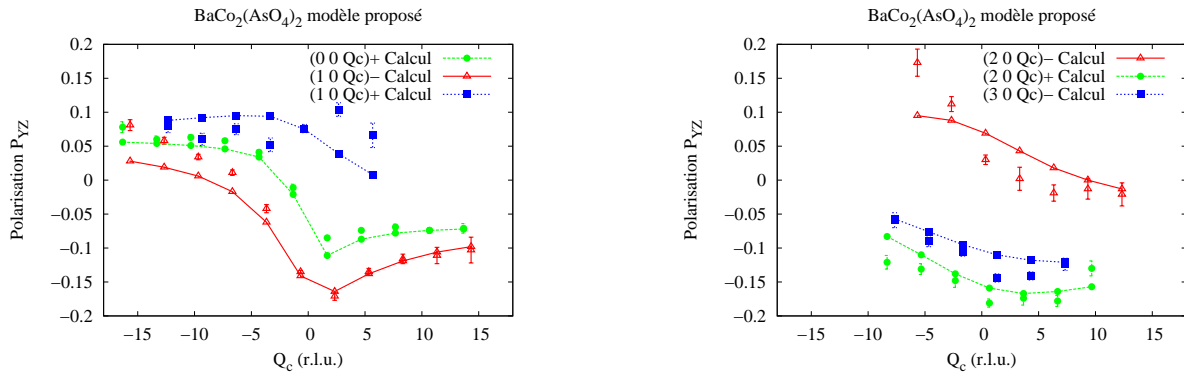 BaCo2(AsO4)2 modèle proposé
Polarisation PYZ
0.2
0.15
0.1
0.05
0
−0.05
−0.1
−0.15
−0.2
−15
−10
−5
0
5
10
15
Qc (r.l.u.)
(0 0 Qc)+ Calcul
(1 0 Qc)− Calcul
(1 0 Qc)+ Calcul
BaCo2(AsO4)2 modèle proposé
Polarisation PYZ
0.2
0.15
0.1
0.05
0
−0.05
−0.1
−0.15
−0.2
−15
−10
−5
0
5
10
15
Qc (r.l.u.)
(2 0 Qc)− Calcul
(2 0 Qc)+ Calcul
(3 0 Qc)− Calcul